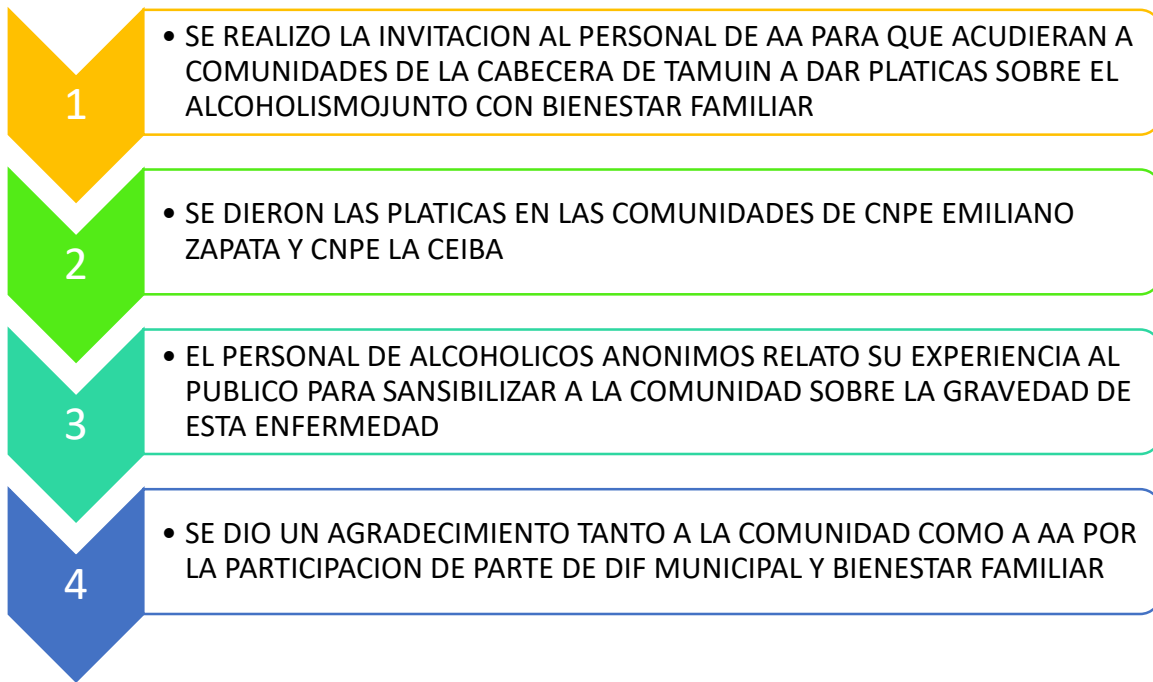 1
• SE REALIZO LA INVITACION AL PERSONAL DE AA PARA QUE ACUDIERAN A
COMUNIDADES DE LA CABECERA DE TAMUIN A DAR PLATICAS SOBRE EL
ALCOHOLISMOJUNTO CON BIENESTAR FAMILIAR
2
• SE DIERON LAS PLATICAS EN LAS COMUNIDADES DE CNPE EMILIANO
ZAPATA Y CNPE LA CEIBA
3
• EL PERSONAL DE ALCOHOLICOS ANONIMOS RELATO SU EXPERIENCIA AL
PUBLICO PARA SANSIBILIZAR A LA COMUNIDAD SOBRE LA GRAVEDAD DE
ESTA ENFERMEDAD
4
• SE DIO UN AGRADECIMIENTO TANTO A LA COMUNIDAD COMO A AA POR
LA PARTICIPACION DE PARTE DE DIF MUNICIPAL Y BIENESTAR FAMILIAR